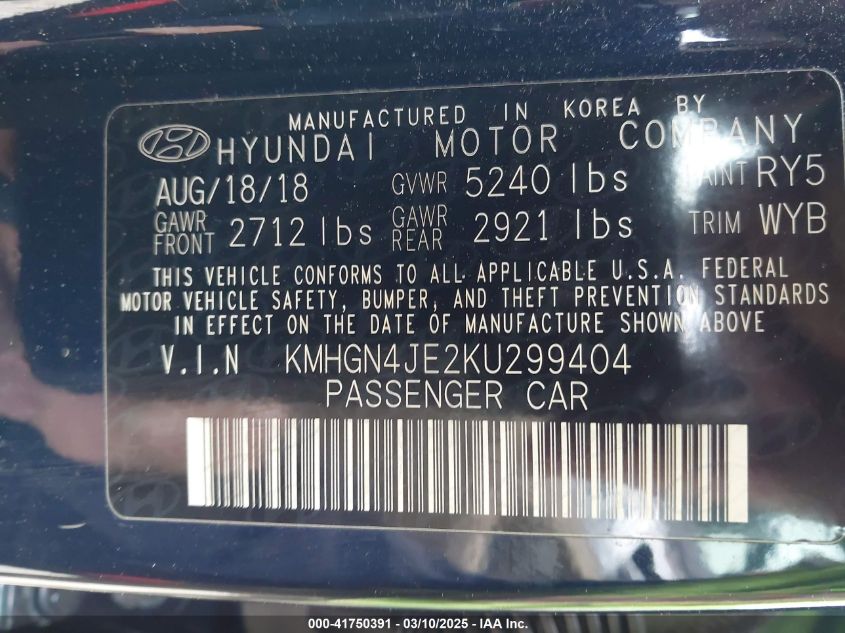 MANUFACTURED IN KOREA BY
HYUNDAI MOTOR COMPANY
AUG/18/18 GVWR 5240 lbs PAINT RY5
GAWR FRONT 2712 lbs GAWR REAR 2921 lbs TRIM WYB
THIS VEHICLE CONFORMS TO ALL APPLICABLE U.S.A. FEDERAL
MOTOR VEHICLE SAFETY, BUMPER, AND THEFT PREVENTION STANDARDS
IN EFFECT ON THE DATE OF MANUFACTURE SHOWN ABOVE.
V.I.N KMHGN4JE2KU299404
PASSENGER CAR
000-41750391 - 03/10/2025 - IAA Inc.